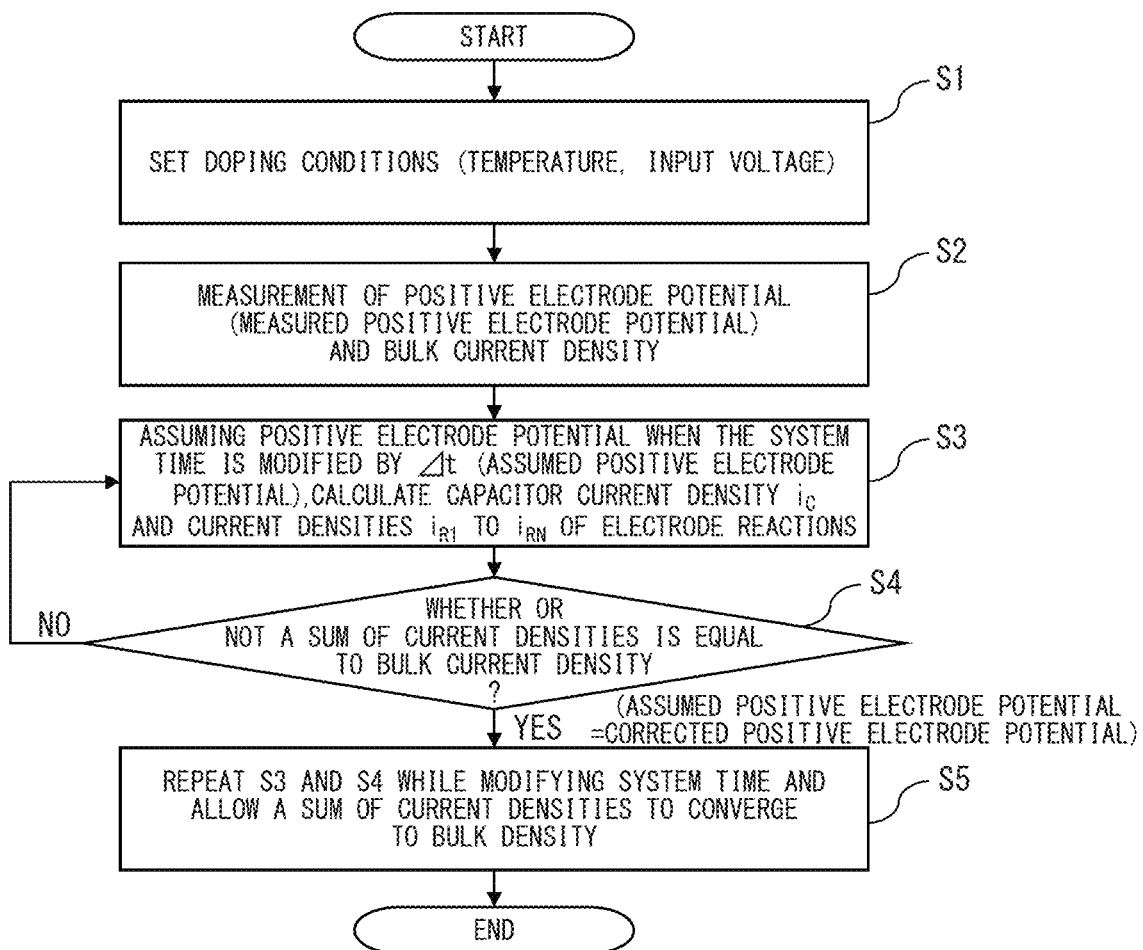 START
S1
SET DOPING CONDITIONS (TEMPERATURE, INPUT VOLTAGE)
S2
MEASUREMENT OF POSITIVE ELECTRODE POTENTIAL
(MEASURED POSITIVE ELECTRODE POTENTIAL)
AND BULK CURRENT DENSITY
S3
ASSUMING POSITIVE ELECTRODE POTENTIAL WHEN THE SYSTEM
TIME IS MODIFIED BY ⊿t (ASSUMED POSITIVE ELECTRODE
POTENTIAL),CALCULATE CAPACITOR CURRENT DENSITY iC
AND CURRENT DENSITIES iR1 TO iRN OF ELECTRODE REACTIONS
S4
WHETHER OR
NOT A SUM OF CURRENT DENSITIES IS EQUAL
TO BULK CURRENT DENSITY
?
NO
YES
(ASSUMED POSITIVE ELECTRODE POTENTIAL
=CORRECTED POSITIVE ELECTRODE POTENTIAL)
S5
REPEAT S3 AND S4 WHILE MODIFYING SYSTEM TIME AND
ALLOW A SUM OF CURRENT DENSITIES TO CONVERGE
TO BULK DENSITY
END